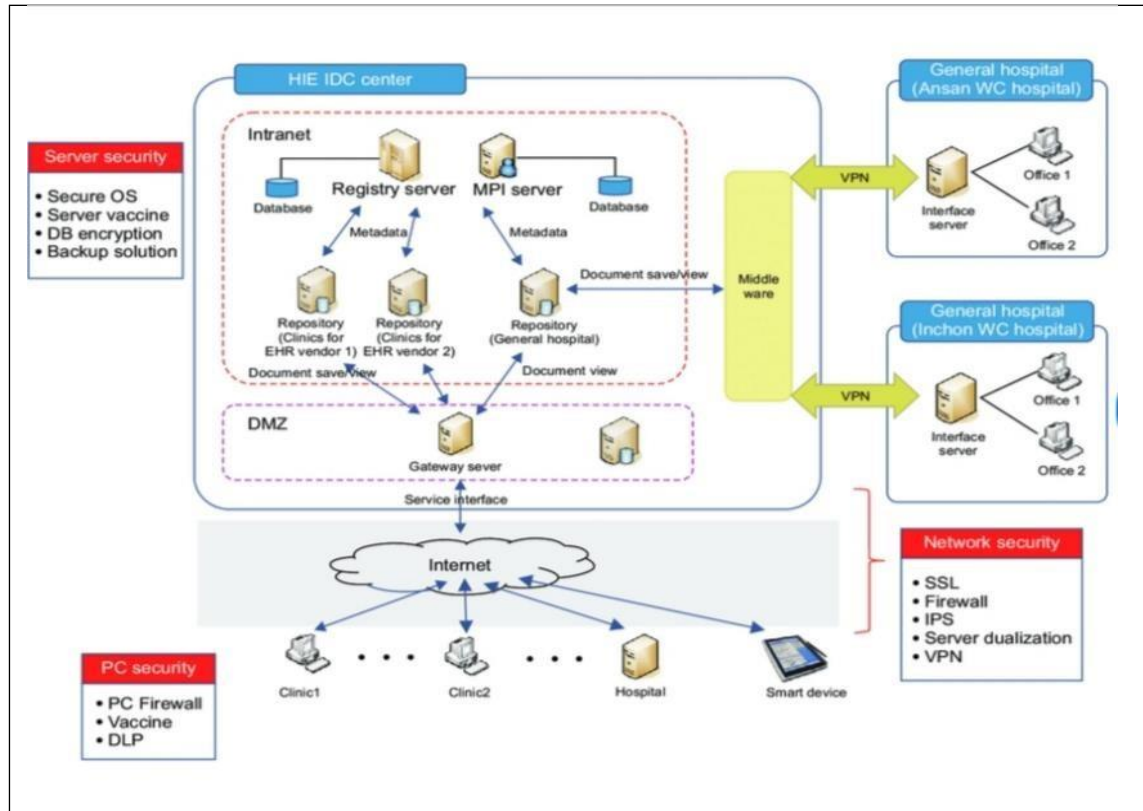 HIE IDC center
General hospital
(Ansan WC hospital)
Intranet
Server security
• Secure OS
• Server vaccine
• DB encryption
• Backup solution
Registry server
MPI server
Database
Database
Metadata
Metadata
VPN
Interface
server
Office 1
Office 2
Document save/view
Middle
ware
Repository
(Clinics for
EHR vendor 1)
Repository
(Clinics for
EHR vendor 2)
Repository
(General hospital)
General hospital
(Inchon WC hospital)
Document save/view
Document view
VPN
Interface
server
Office 1
Office 2
DMZ
Gateway sever
Service interface
Internet
Network security
• SSL
• Firewall
• IPS
• Server dualization
• VPN
PC security
• PC Firewall
• Vaccine
• DLP
Clinic1
• • •
Clinic2
• • •
Hospital
Smart device